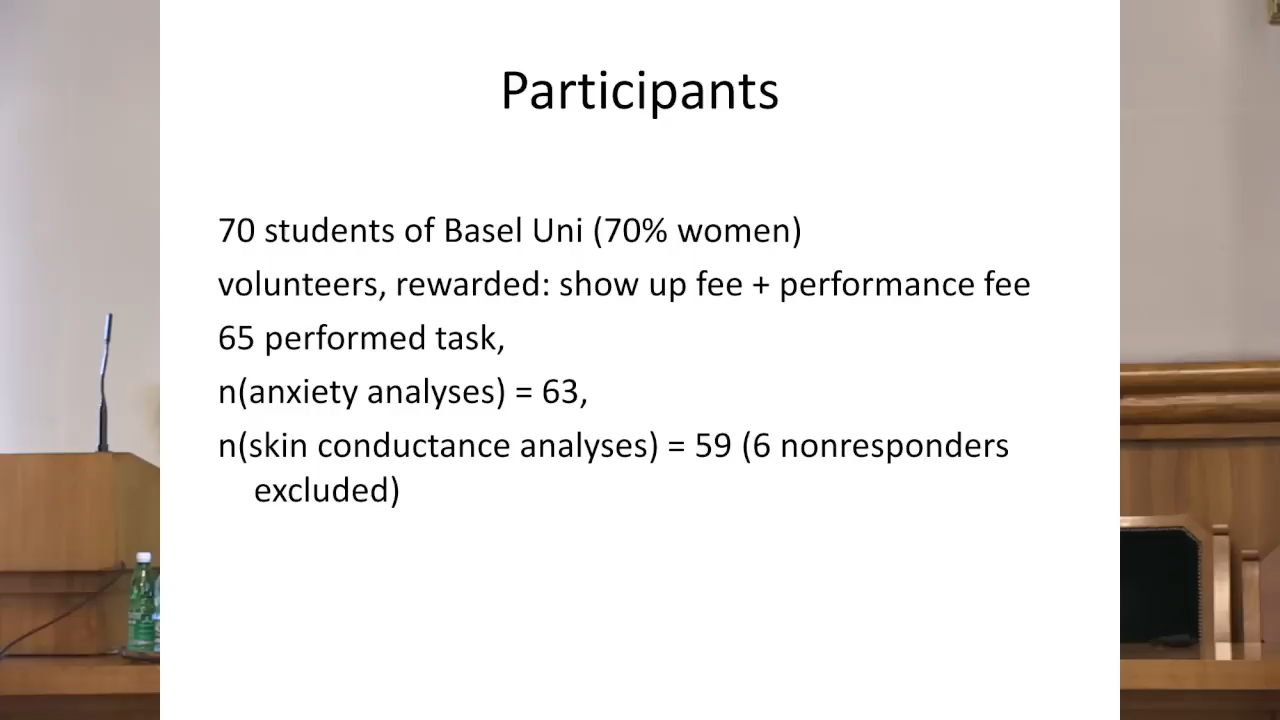 Participants
70 students of Basel Uni (70% women)
volunteers, rewarded: show up fee + performance fee
65 performed task,
n(anxiety analyses) = 63,
n(skin conductance analyses) = 59 (6 nonresponders
excluded)